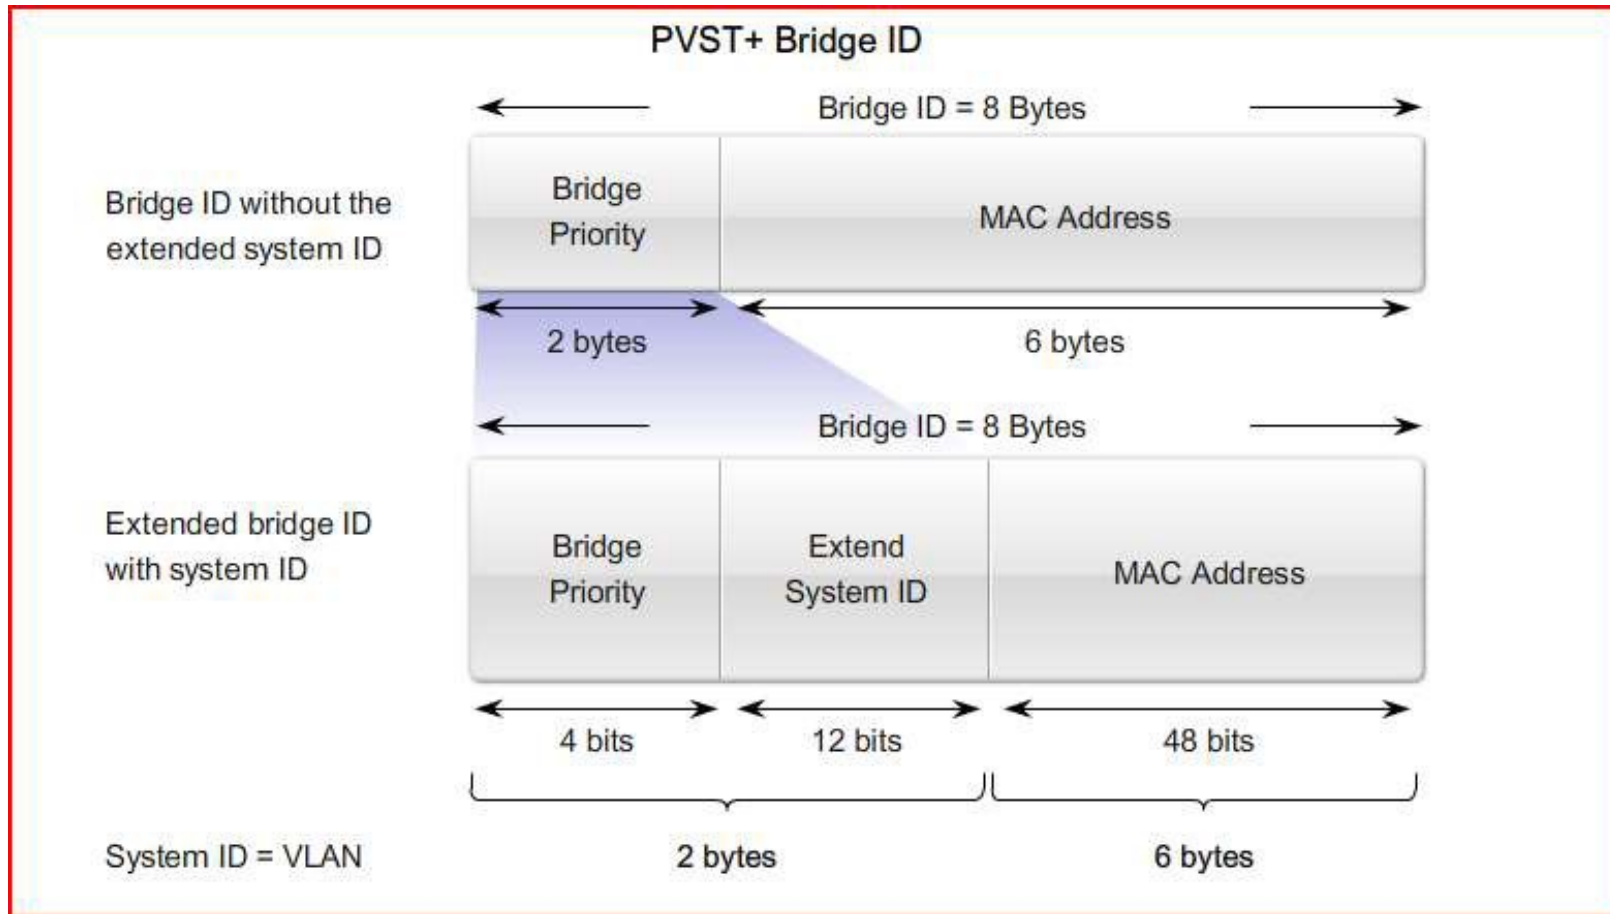 PVST+ Bridge ID
Bridge ID = 8 Bytes
Bridge ID without the
extended system ID
Bridge
Priority
MAC Address
2 bytes
6 bytes
Bridge ID = 8 Bytes
Extended bridge ID
with system ID
Bridge
Priority
Extend
System ID
MAC Address
4 bits
12 bits
48 bits
System ID = VLAN
2 bytes
6 bytes